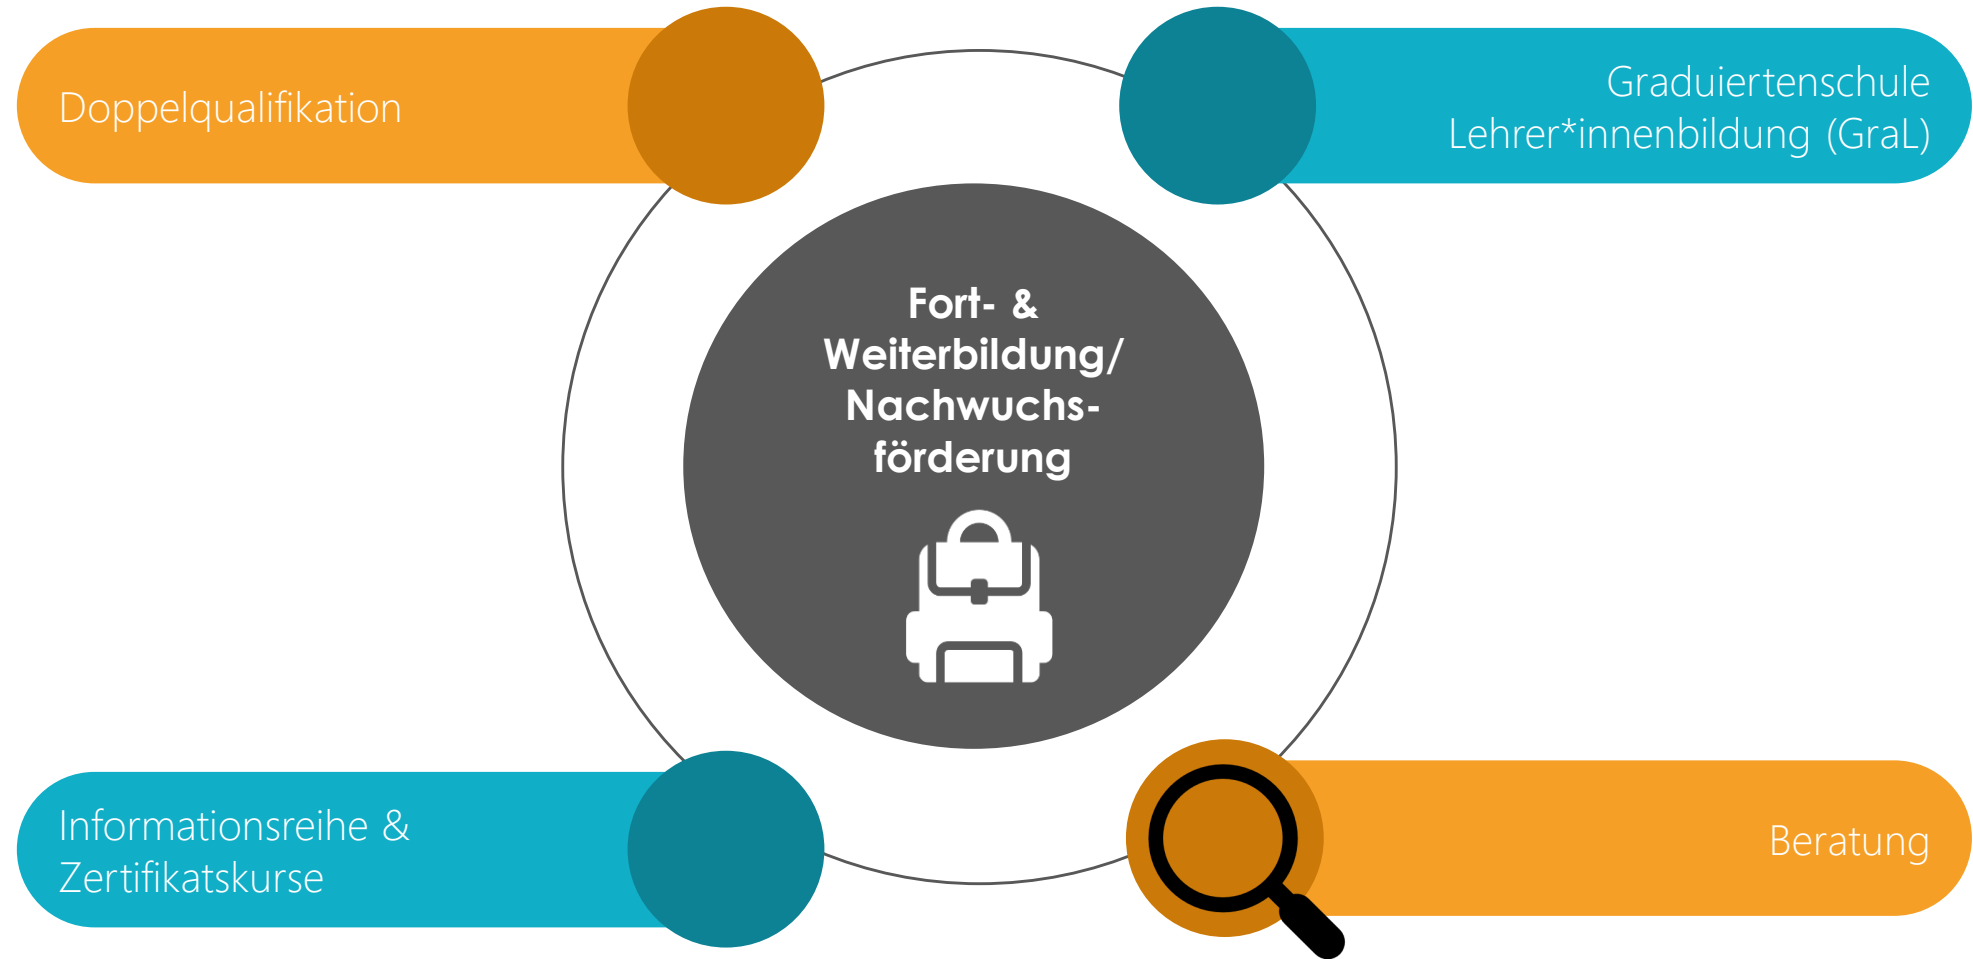 Doppelqualifikation
Graduiertenschule
Lehrer*innenbildung (GraL)
Fort- &
Weiterbildung/
Nachwuchs-
förderung
Informationsreihe &
Zertifikatskurse
Beratung